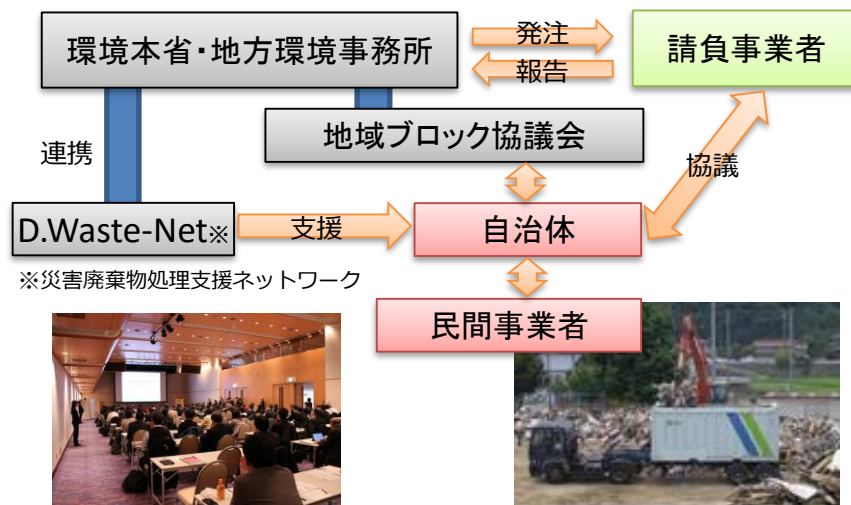 環境本省・地方環境事務所
発注
報告
請負事業者
連携
地域ブロック協議会
協議
D.Waste-Net※
支援
自治体
※災害廃棄物処理支援ネットワーク
民間事業者